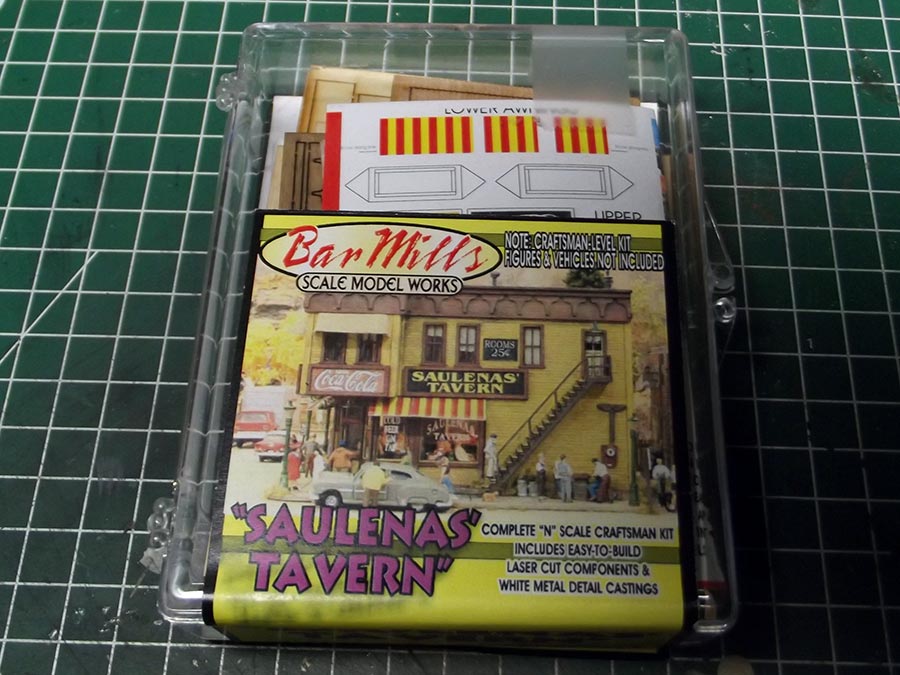 LOWER
UPPER
Bar Mills
SCALE MODEL WORKS
NOTE: CRAFTSMAN-LEVEL KIT
FIGURES & VEHICLES NOT INCLUDED
ROOMS
25¢
Coca-Cola
SAULENAS'
TAVERN
SAULENAS
TAVERN
"SAULENAS'
TAVERN"
COMPLETE "N" SCALE CRAFTSMAN KIT
INCLUDES EASY-TO-BUILD
LASER CUT COMPONENTS &
WHITE METAL DETAIL CASTINGS